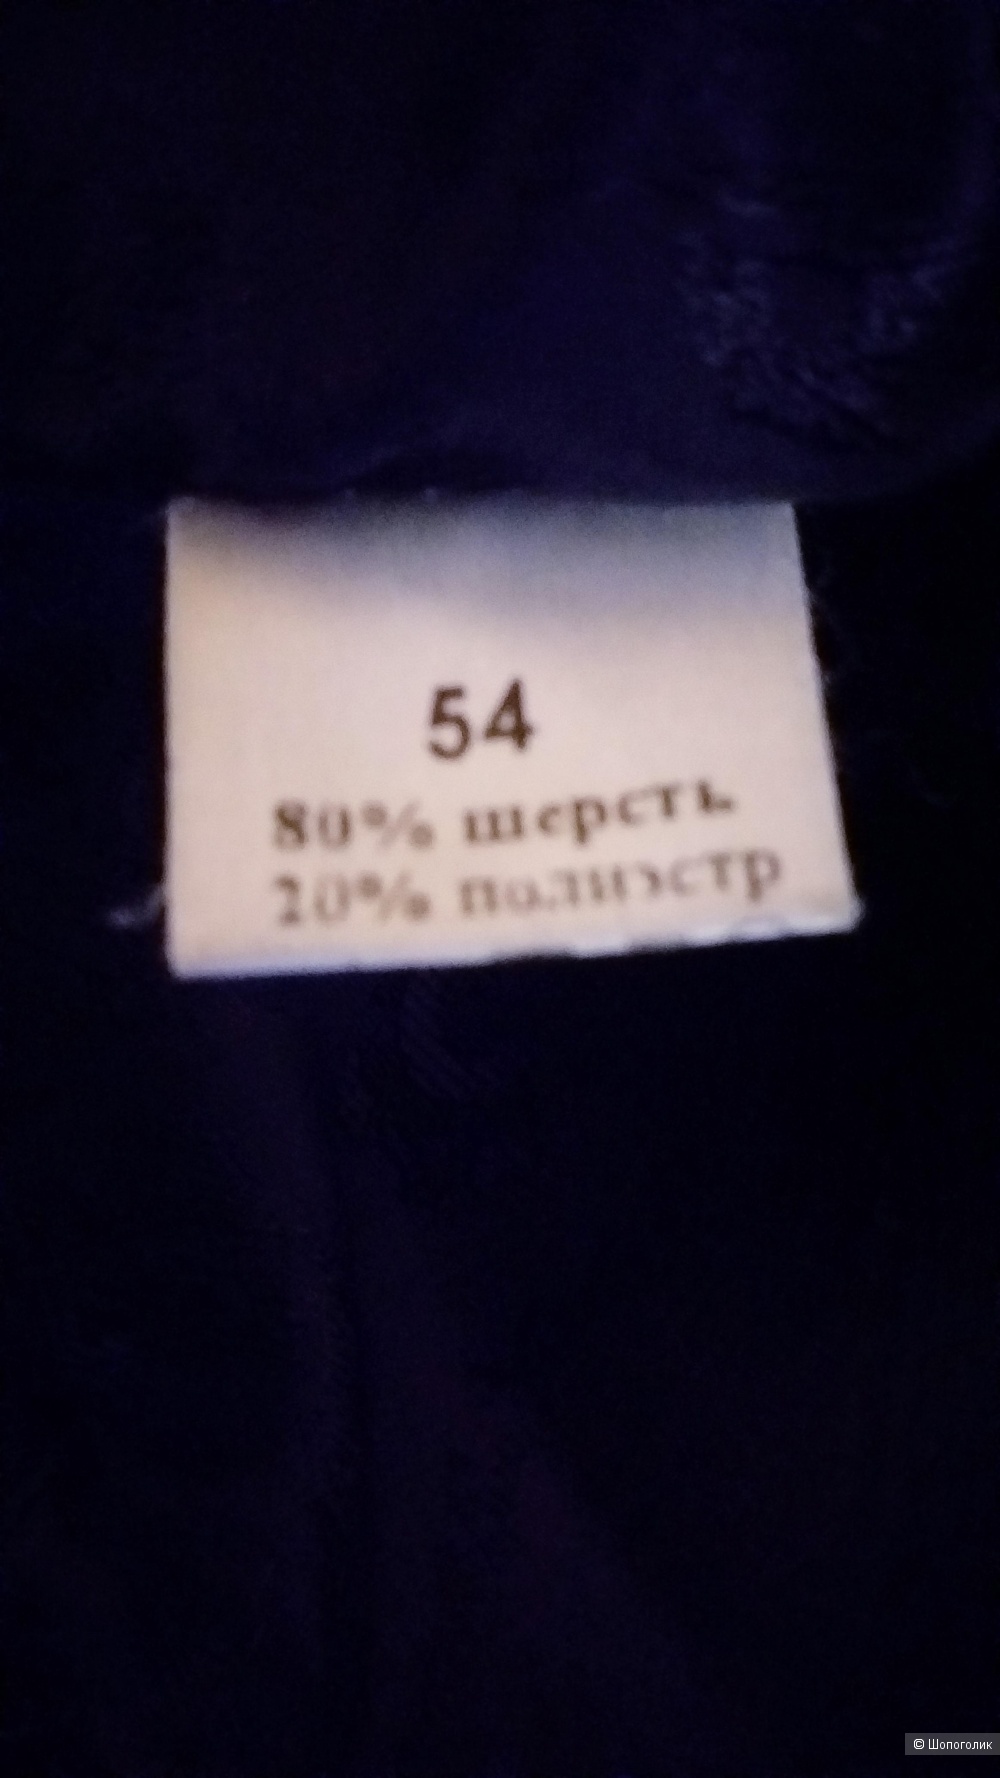 54
80% шерсть
20% полиэстр
© Шопоголик